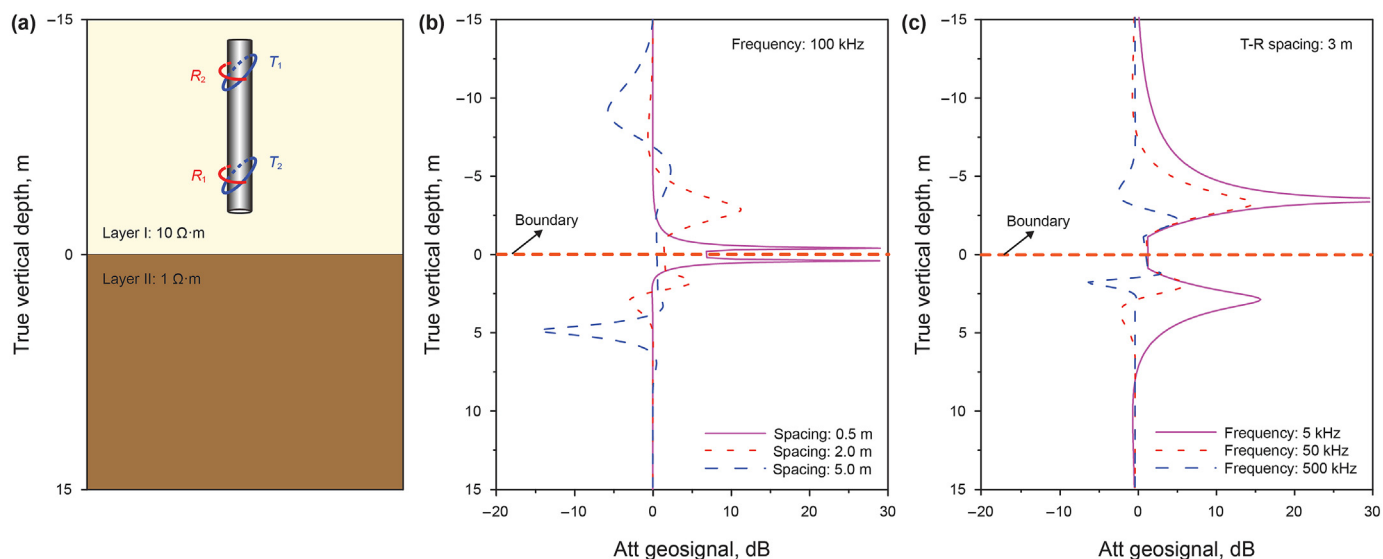 (a)
−15
−10
−5
0
5
10
15
True vertical depth, m
R2
T1
R1
T2
Layer I: 10 Ω·m
Layer II: 1 Ω·m
(b)
−15
−10
−5
0
5
10
15
True vertical depth, m
Frequency: 100 kHz
Boundary
Spacing: 0.5 m
Spacing: 2.0 m
Spacing: 5.0 m
−20 −10 0 10 20 30
Att geosignal, dB
(c)
−15
−10
−5
0
5
10
15
True vertical depth, m
T-R spacing: 3 m
Boundary
Frequency: 5 kHz
Frequency: 50 kHz
Frequency: 500 kHz
−20 −10 0 10 20 30
Att geosignal, dB